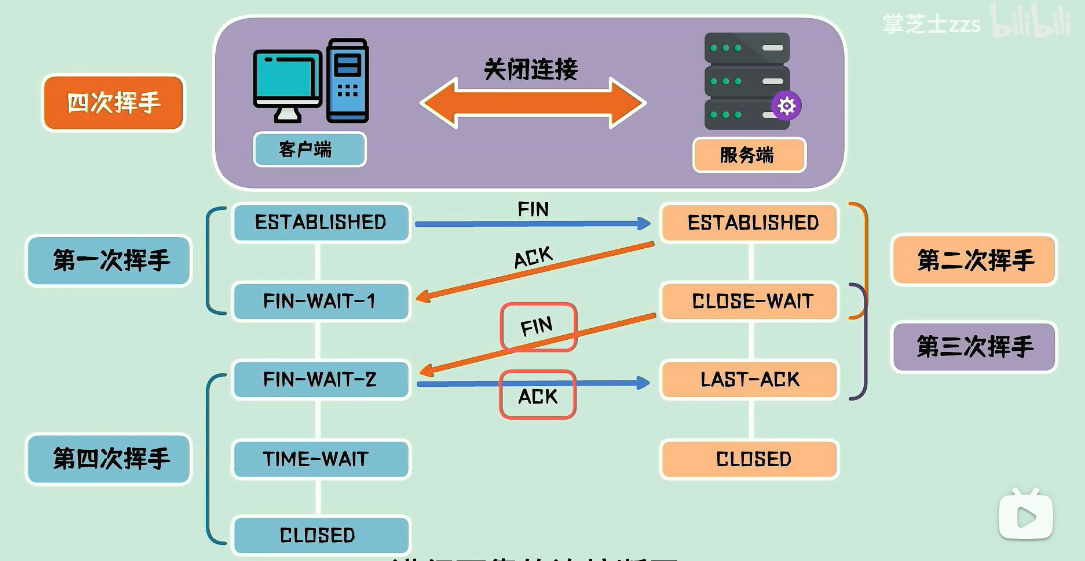 掌芝士zzs bilibili
四次挥手
关闭连接
客户端
服务端
ESTABLISHED
FIN
ESTABLISHED
第一次挥手
ACK
第二次挥手
FIN-WAIT-1
CLOSE-WAIT
FIN
第三次挥手
FIN-WAIT-2
ACK
LAST-ACK
第四次挥手
TIME-WAIT
CLOSED
CLOSED